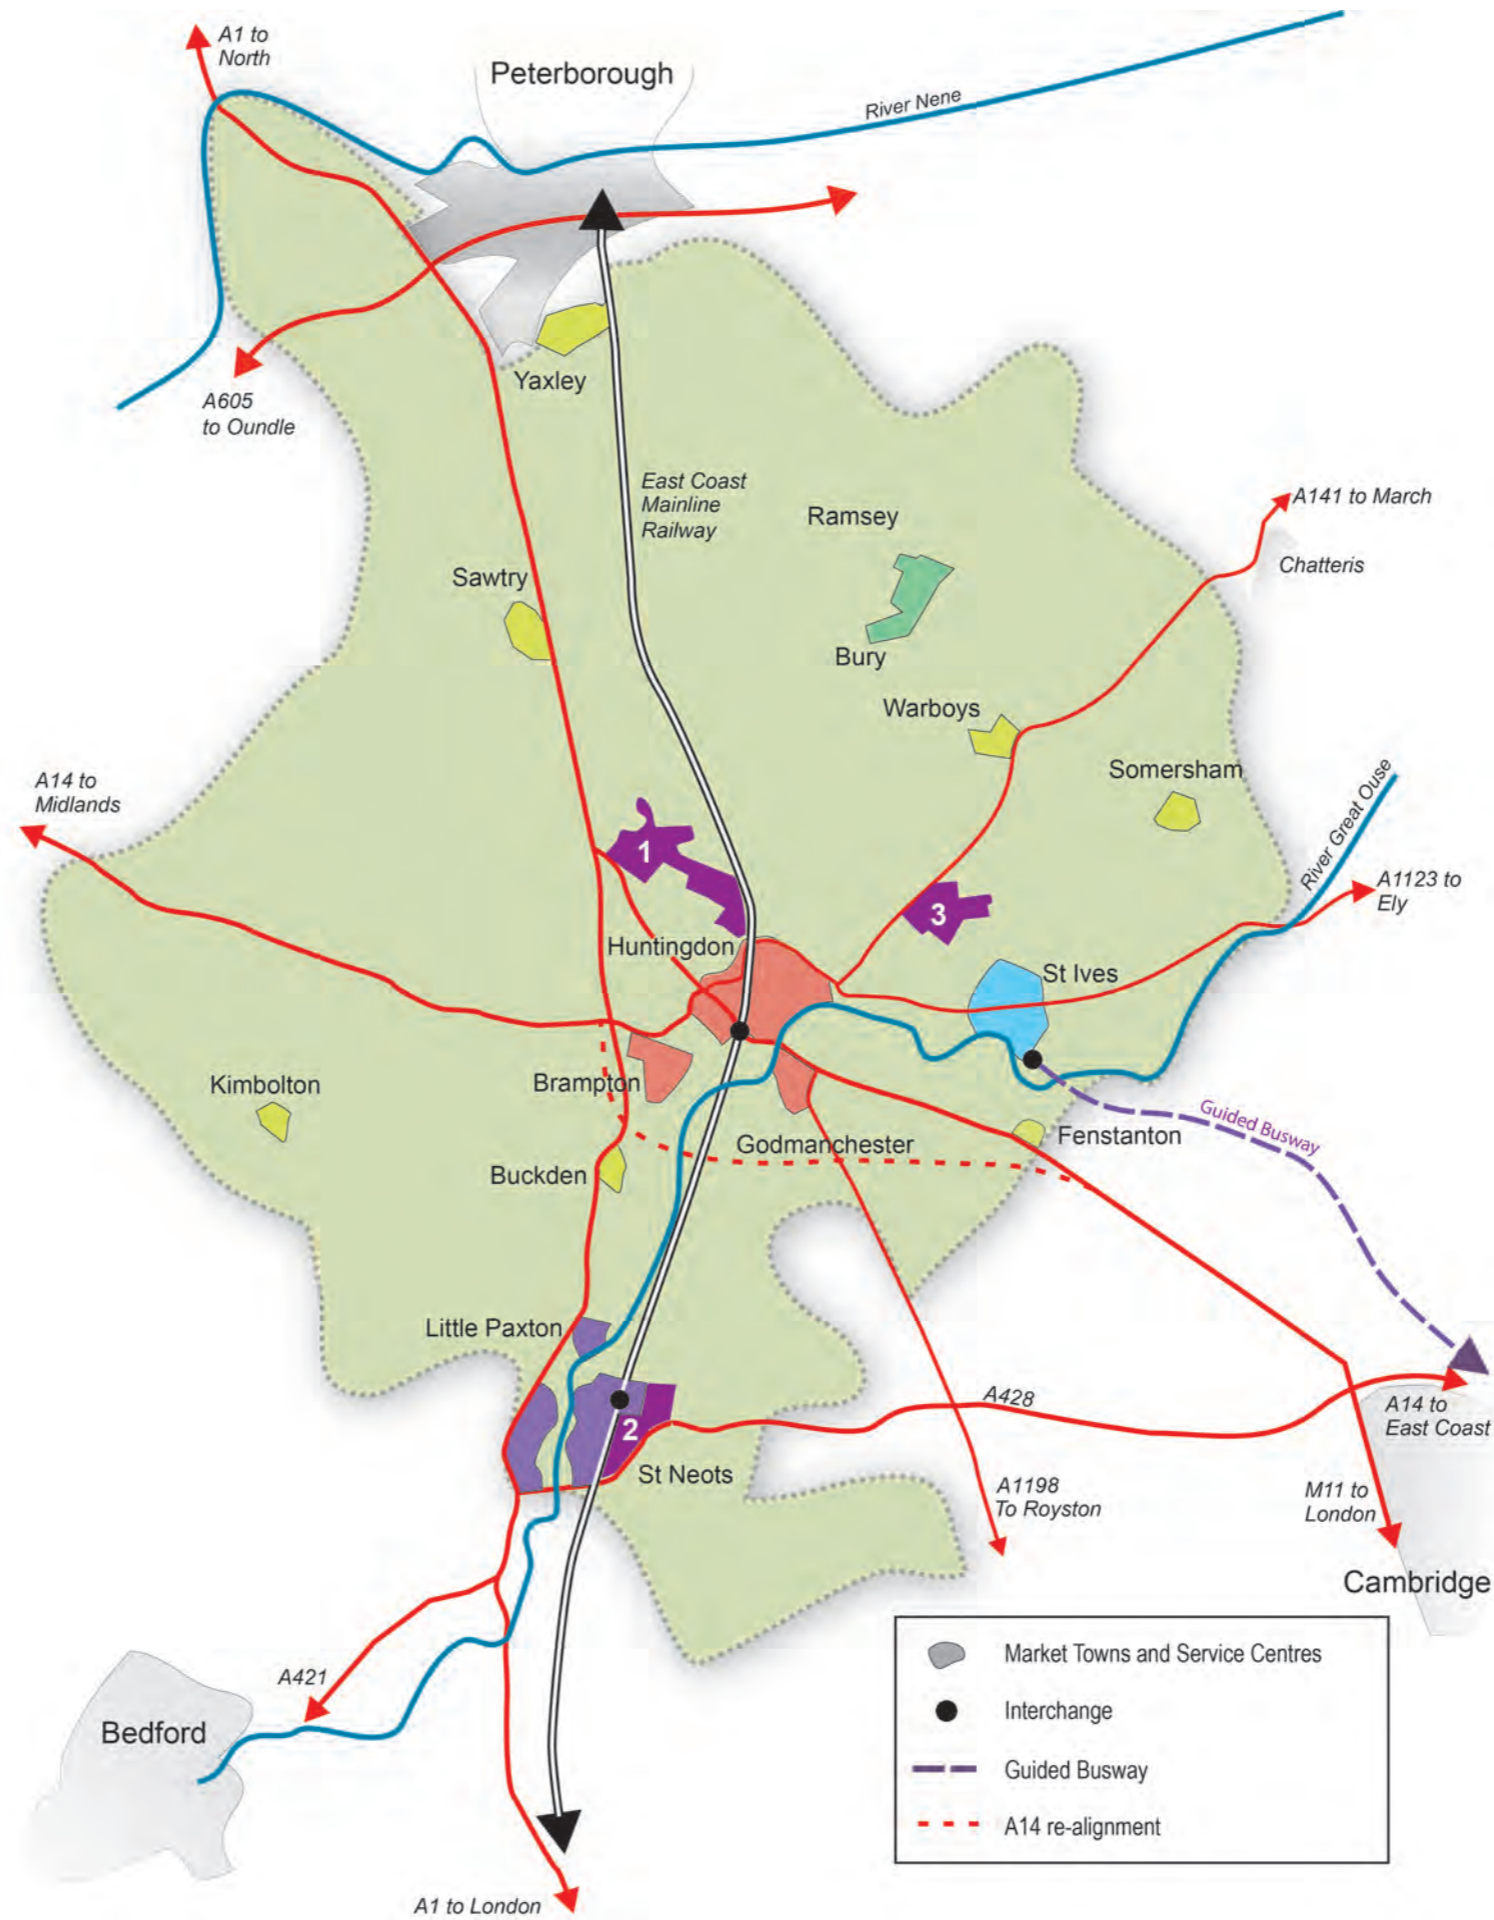 A1 to
North
Peterborough
River Nene
A605
to Oundle
Yaxley
East Coast
Mainline
Railway
Ramsey
A141 to March
Chatteris
Sawtry
Bury
Warboys
Somersham
A14 to
Midlands
River Great Ouse
1
A1123 to
Ely
3
Huntingdon
St Ives
Kimbolton
Brampton
Guided Busway
Fenstanton
Godmanchester
Buckden
Little Paxton
A428
A14 to
East Coast
2
St Neots
A1198
To Royston
M11 to
London
Cambridge
A421
Bedford
A1 to London
Market Towns and Service Centres
Interchange
Guided Busway
A14 re-alignment